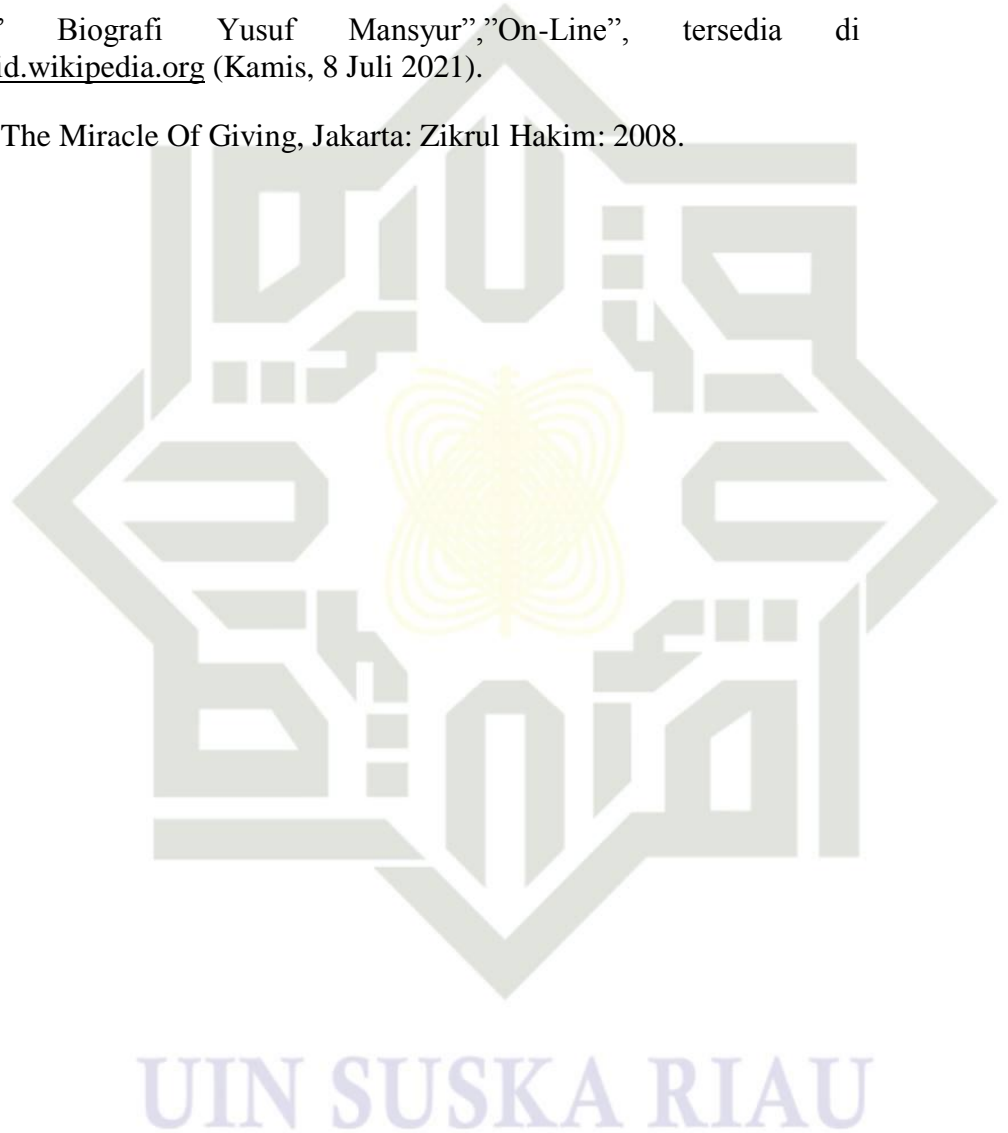 ” Biografi Yusuf Mansyur”,”On-Line”, tersedia di
id.wikipedia.org (Kamis, 8 Juli 2021).
The Miracle Of Giving, Jakarta: Zikrul Hakim: 2008.
UIN SUSKA RIAU